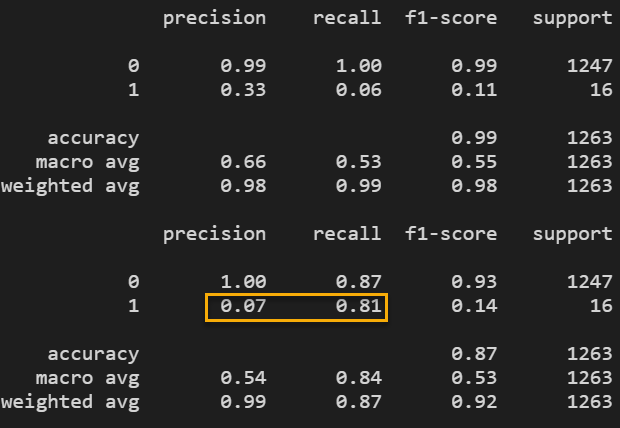 precision recall f1-score support
0 0.99 1.00 0.99 1247
1 0.33 0.06 0.11 16
accuracy 0.99 1263
macro avg 0.66 0.53 0.55 1263
weighted avg 0.98 0.99 0.98 1263
precision recall f1-score support
0 1.00 0.87 0.93 1247
1 0.07 0.81 0.14 16
accuracy 0.87 1263
macro avg 0.54 0.84 0.53 1263
weighted avg 0.99 0.87 0.92 1263